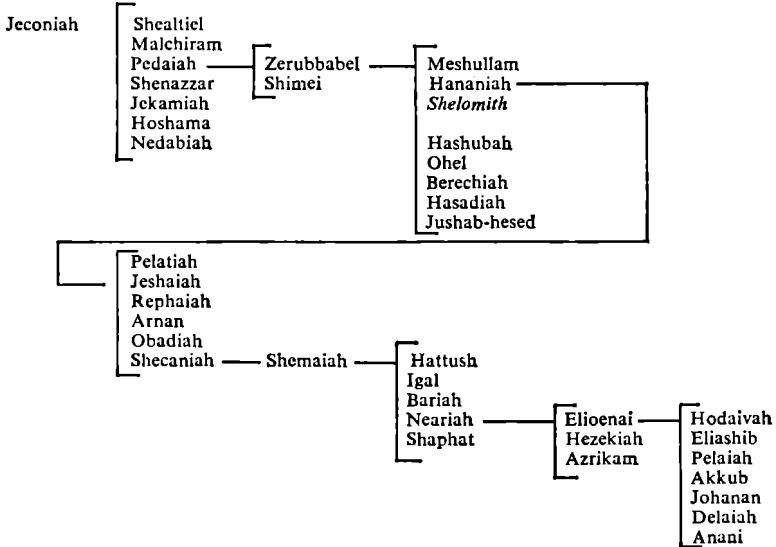 Jeconiah Shealtiel
Malchiram
Pedaiah Zerubbabel Meshullam
Shenazzar Shimei Hananiah
Jekamiah Shelomith
Hoshama
Nedabiah Hashubah
Ohel
Berechiah
Hasadiah
Jushab-hesed
Pelatiah
Jeshaiah
Rephaiah
Arnan
Obadiah
Shecaniah Shemaiah Hattush
Igal
Bariah
Neariah Elioenai Hodaivah
Shaphat Hezekiah Eliashib
Azrikam Pelaiah
Akkub
Johanan
Delaiah
Anani